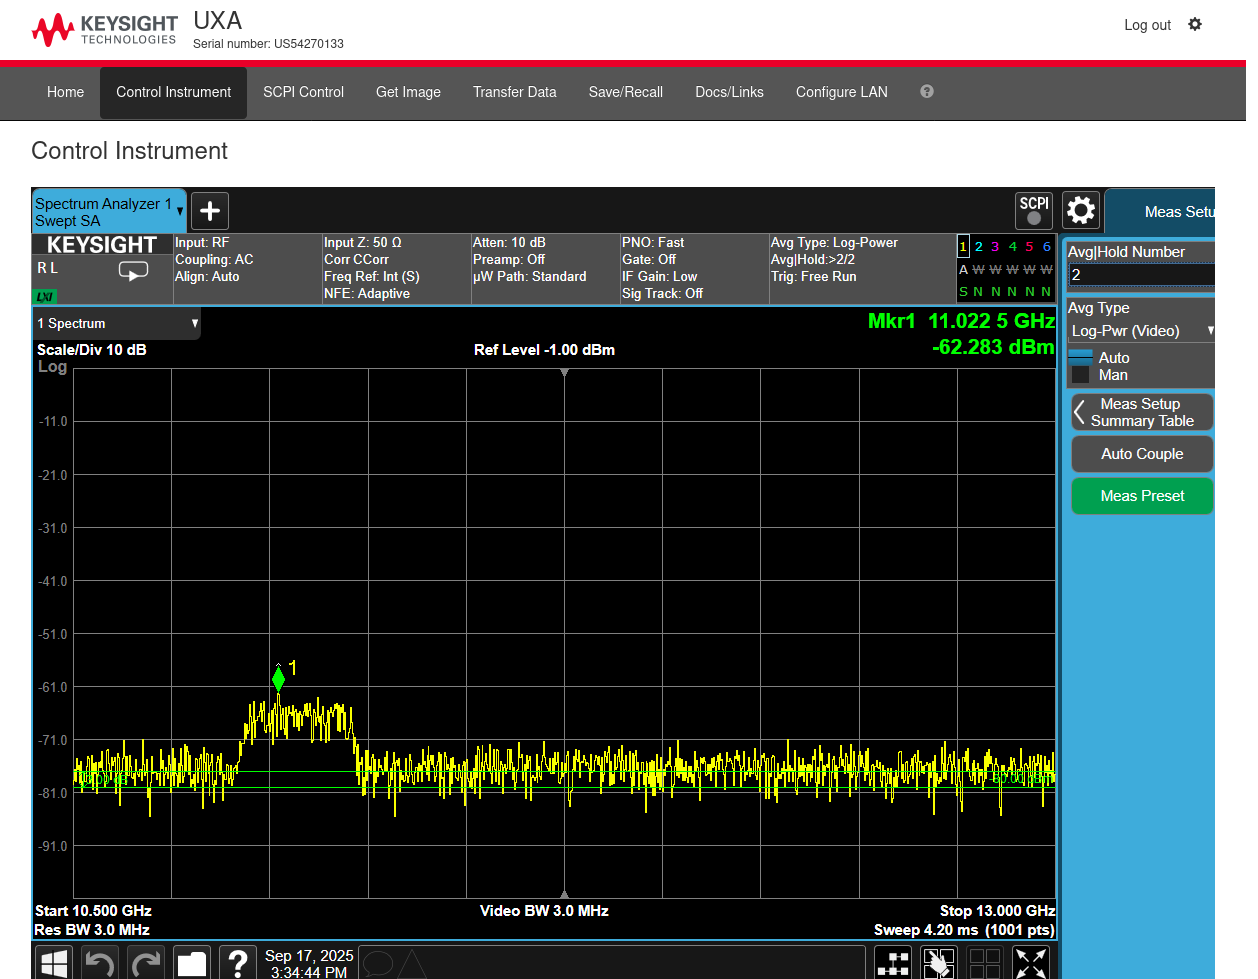 KEYSIGHT
TECHNOLOGIES
UXA
Serial number: US54270133
Log out
Home
Control Instrument
SCPI Control
Get Image
Transfer Data
Save/Recall
Docs/Links
Configure LAN
?
Control Instrument
Spectrum Analyzer 1
Swept SA
SCPI
Meas Setu
KEYSIGHT
R L
LXI
Input: RF
Coupling: AC
Align: Auto
Input Z: 50 Ω
Corr CCorr
Freq Ref: Int (S)
NFE: Adaptive
Atten: 10 dB
Preamp: Off
µW Path: Standard
PNO: Fast
Gate: Off
IF Gain: Low
Sig Track: Off
Avg Type: Log-Power
Avg|Hold:>2/2
Trig: Free Run
1 2 3 4 5 6
A W W W W W
S N N N N N
Avg|Hold Number
2
Avg Type
Log-Pwr (Video)
Auto
Man
Meas Setup
Summary Table
Auto Couple
Meas Preset
1 Spectrum
Mkr1 11.022 5 GHz
-62.283 dBm
Scale/Div 10 dB
Ref Level -1.00 dBm
Log
-11.0
-21.0
-31.0
-41.0
-51.0
1
-61.0
-71.0
-81.0
-91.0
Start 10.500 GHz
Video BW 3.0 MHz
Stop 13.000 GHz
Res BW 3.0 MHz
Sweep 4.20 ms (1001 pts)
?
Sep 17, 2025
3:34:44 PM